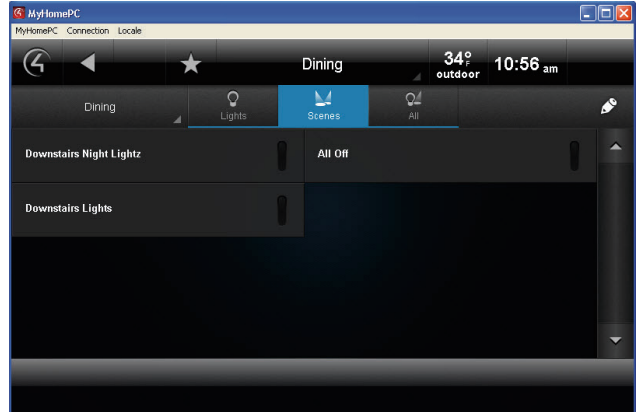 MyHomePC
MyHomePC Connection Locale
Dining 34°F outdoor 10:56 am
Dining Lights Scenes All
Downstairs Night Lightz All Off
Downstairs Lights